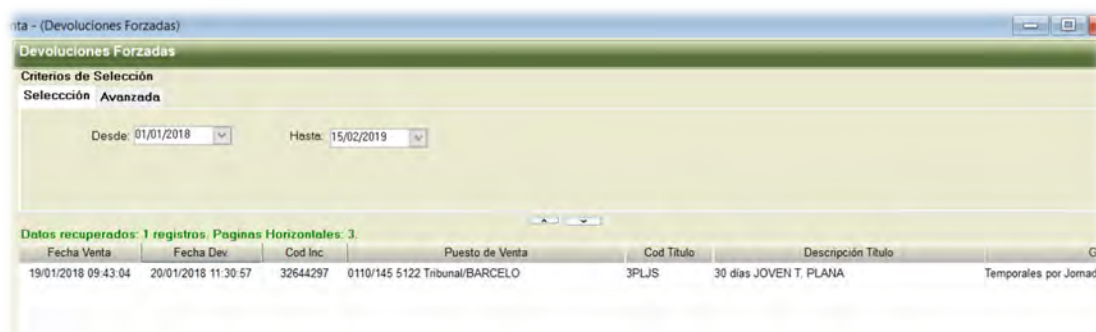 nta - (Devoluciones Forzadas)
Devoluciones Forzadas
Criterios de Selección
Seleccción Avanzada
Desde: 01/01/2018 Hasta: 15/02/2019
Datos recuperados: 1 registros. Paginas Horizontales: 3.
Fecha Venta Fecha Dev. Cod Inc Puesto de Venta Cod Titulo Descripción Titulo G
19/01/2018 09:43:04 20/01/2018 11:30:57 32644297 0110/145 5122 Tribunal/BARCELO 3PLJS 30 días JOVEN T. PLANA Temporales por Jornad